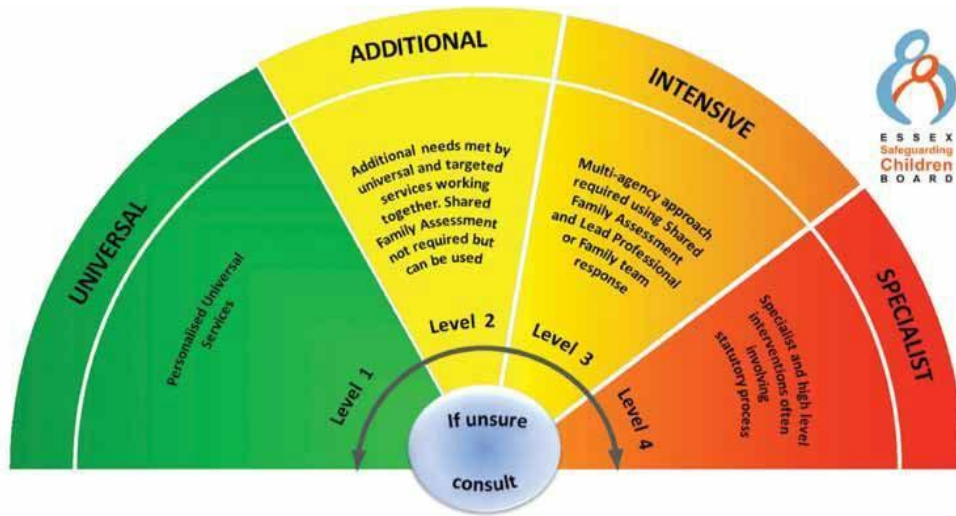 UNIVERSAL
Personalised Universal
Services
Level 1
ADDITIONAL
Additional needs met by
universal and targeted
services working
together. Shared
Family Assessment
not required but
can be used
Level 2
INTENSIVE
Multi-agency approach
required using Shared
Family Assessment
and Lead Professional
or Family team
response
Level 3
SPECIALIST
Specialist and high level
interventions often
involving
statutory process
Level 4
If unsure
consult
ESSEX
Safeguarding
Children
BOARD